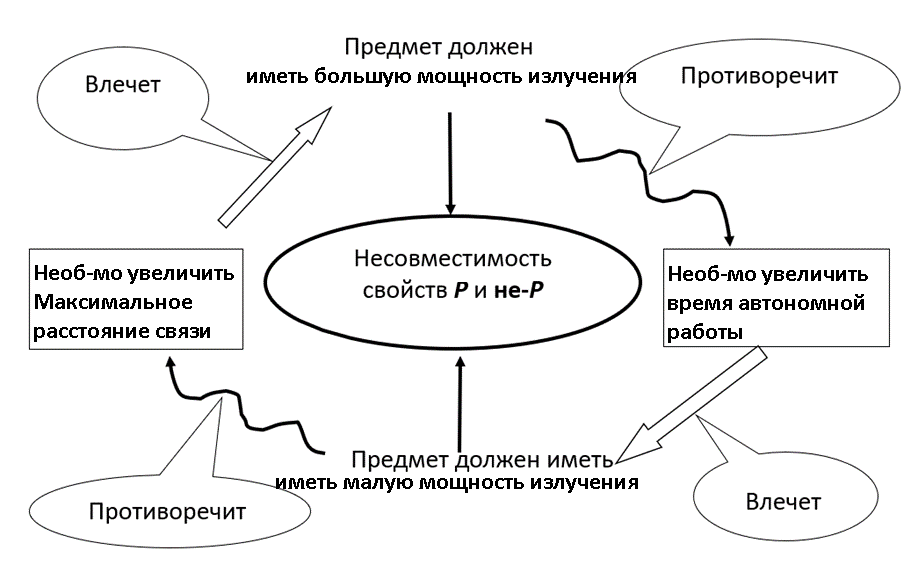 Предмет должен
иметь большую мощность излучения
Влечет
Противоречит
Необ-мо увеличить
Максимальное
расстояние связи
Несовместимость
свойств P и не-P
Необ-мо увеличить
время автономной
работы
Предмет должен иметь
иметь малую мощность излучения
Противоречит
Влечет